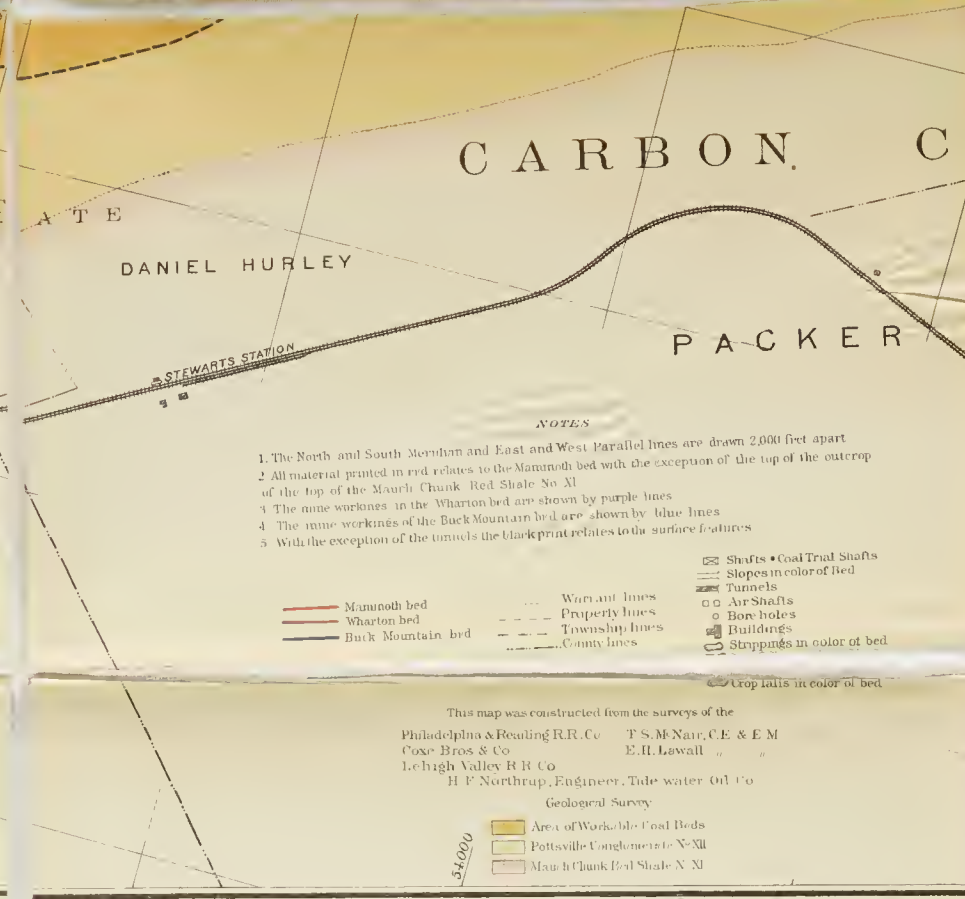 CARBON. C
ATE
DANIEL HURLEY
PACKER
STEWARTS STATION
NOTES
1. The North and South Meridian and East and West Parallel lines are drawn 2,000 feet apart
2 All material printed in red relates to the Mammoth bed with the exception of the top of the outcrop
of the top of the Mauch Chunk Red Shale No XI
3 The mine workings in the Wharton bed are shown by purple lines
4 The mine workings of the Buck Mountain bed are shown by blue lines
5 With the exception of the tunnels the black print relates to the surface features
Mammoth bed
Wharton bed
Buck Mountain bed
Warrant lines
Property lines
Township lines
County lines
Shafts • Coal Trial Shafts
Slopes in color of Bed
Tunnels
Air Shafts
Bore holes
Buildings
Strippings in color of bed
Crop falls in color of bed
This map was constructed from the surveys of the
Philadelphia & Reading R.R. Co T S. McNair, C.E & E M
Coxe Bros & Co E.H. Lawall " "
Lehigh Valley R R Co
H F Northrup, Engineer, Tide water Oil Co
Geological Survey
Area of Workable Coal Beds
Pottsville Conglomerate No XII
Mauch Chunk Red Shale No XI
54000